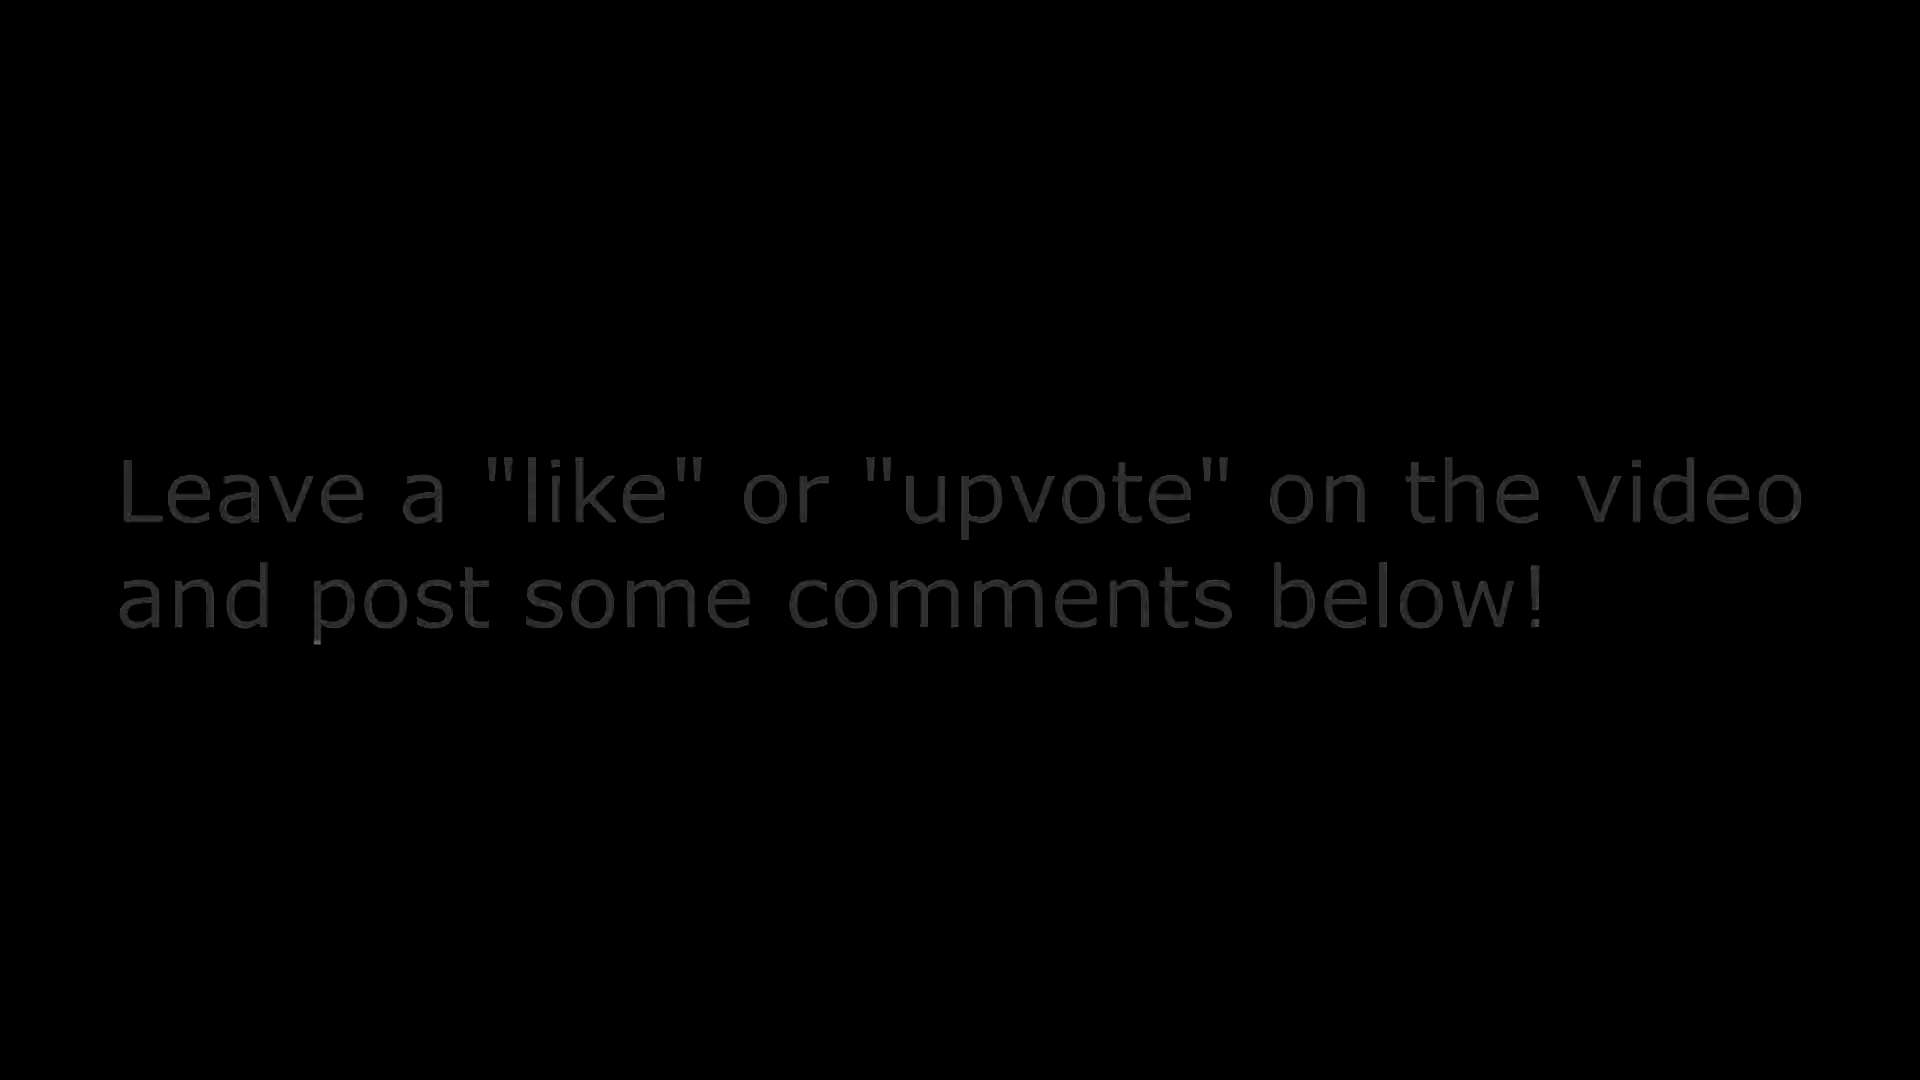 Leave a "like" or "upvote" on the video
and post some comments below!